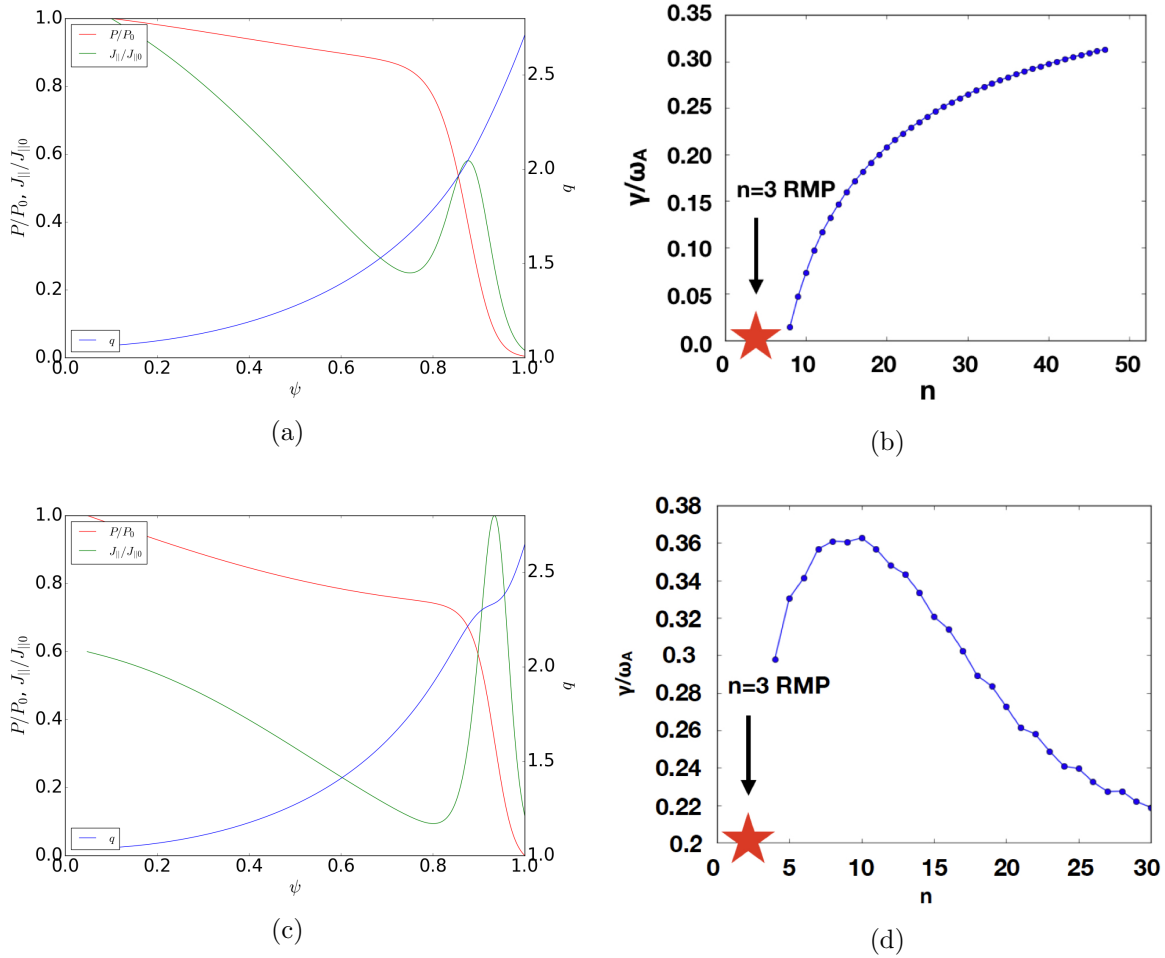 1.0
0.8
0.6
0.4
0.2
0.0
P/P₀, J||/J||0
P/P₀
J||/J||0
q
2.5
2.0
1.5
1.0
q
0.0 0.2 0.4 0.6 0.8 1.0
ψ
(a)
0.35
0.30
0.25
0.20
0.15
0.10
0.05
0.0
γ/ωA
n=3 RMP
0 10 20 30 40 50
n
(b)
1.0
0.8
0.6
0.4
0.2
0.0
P/P₀, J||/J||0
P/P₀
J||/J||0
q
2.5
2.0
1.5
1.0
q
0.0 0.2 0.4 0.6 0.8 1.0
ψ
(c)
0.38
0.36
0.34
0.32
0.3
0.28
0.26
0.24
0.22
0.2
γ/ωA
n=3 RMP
0 5 10 15 20 25 30
n
(d)